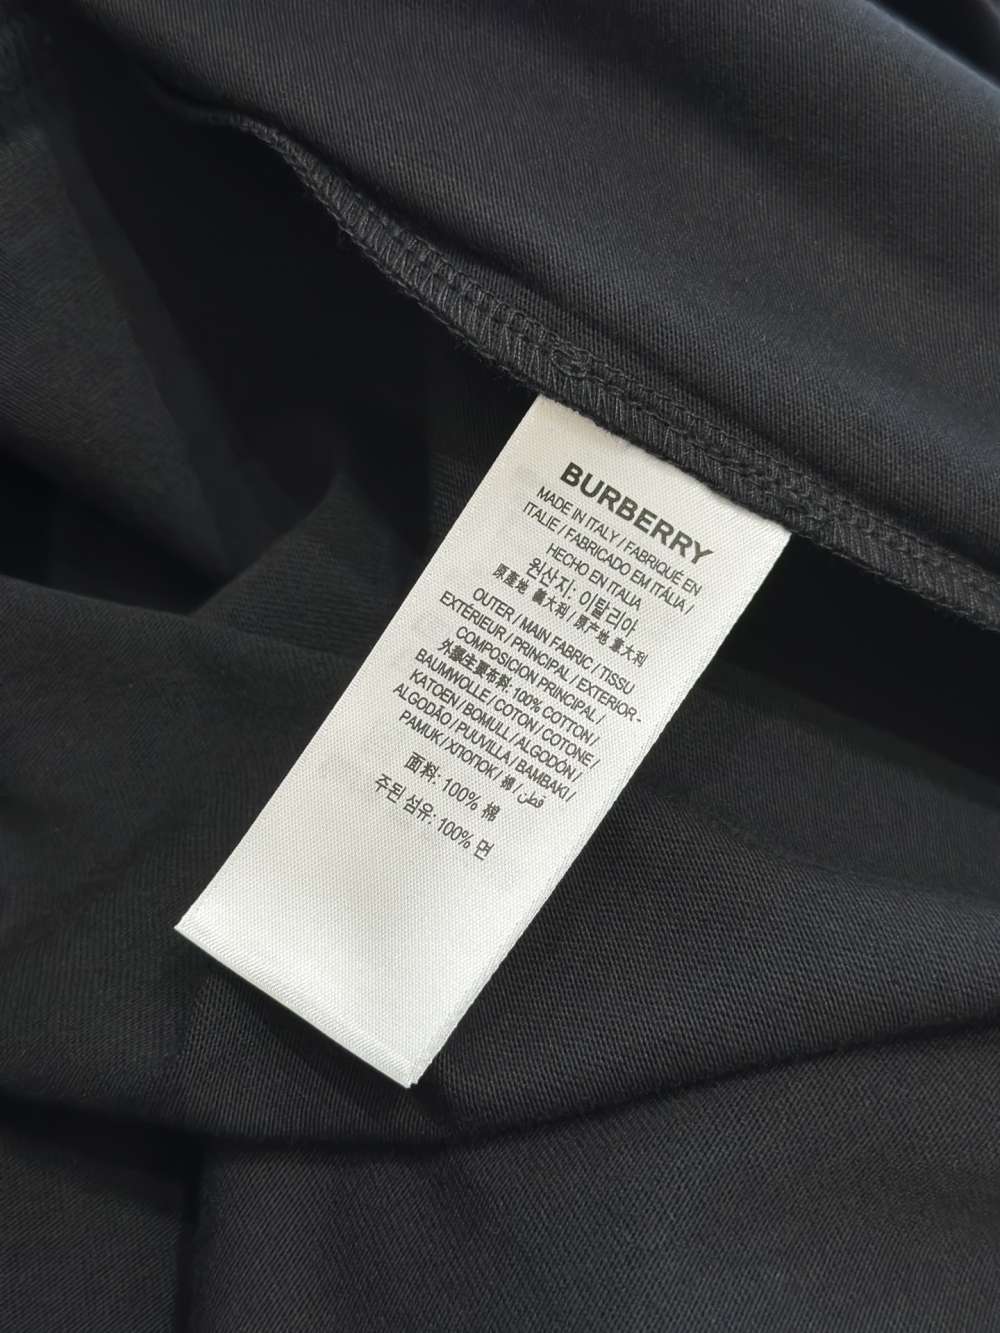 BURBERRY
MADE IN ITALY / FABRIQUÉ EN
ITALIE / FABRICADO EM ITÁLIA /
HECHO EN ITALIA
원산지: 이탈리아
原產地 義大利 / 原产地 意大利
OUTER / MAIN FABRIC / TISSU
EXTÉRIEUR / PRINCIPAL / EXTERIOR -
COMPOSICION PRINCIPAL /
外層主要布料: 100% COTTON /
BAUMWOLLE / COTON / COTONE /
KATOEN / BOMULL / ALGODÓN /
ALGODÃO / PUUVILLA / BAMBAKI /
PAMUK / ХЛОПОК / 棉 / قطن
面料: 100% 棉
주된 섬유: 100% 면